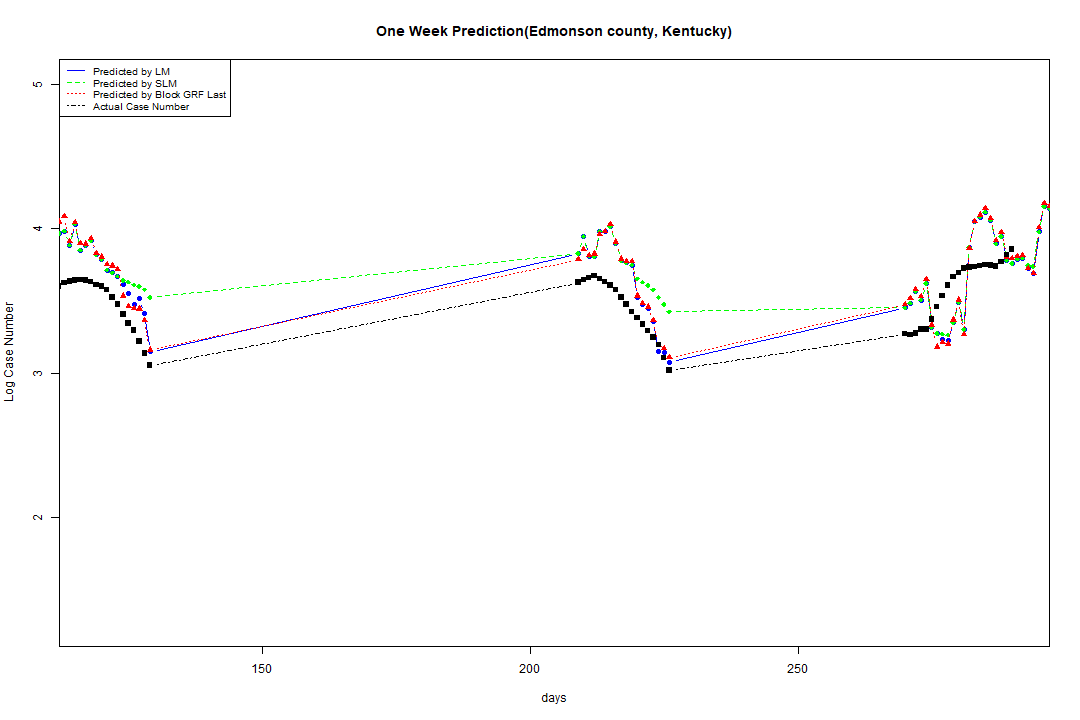 One Week Prediction(Edmonson county, Kentucky)
Predicted by LM
Predicted by SLM
Predicted by Block GRF Last
Actual Case Number
5
4
3
2
Log Case Number
150
200
250
days